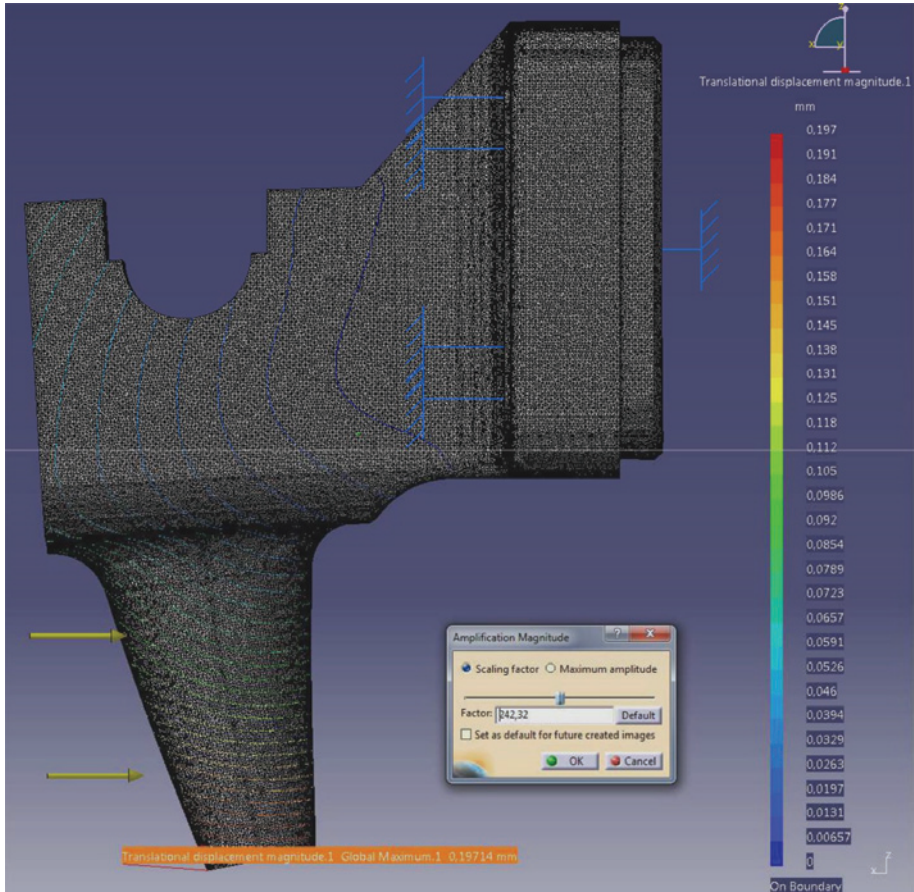 z
x
y
Translational displacement magnitude.1
mm
0,197
0,191
0,184
0,177
0,171
0,164
0,158
0,151
0,145
0,138
0,131
0,125
0,118
0,112
0,105
0,0986
0,092
0,0854
0,0789
0,0723
0,0657
0,0591
0,0526
0,046
0,0394
0,0329
0,0263
0,0197
0,0131
0,00657
0
On Boundary
Amplification Magnitude
? X
Scaling factor Maximum amplitude
Factor: 242,32 Default
Set as default for future created images
OK Cancel
Translational displacement magnitude.1 Global Maximum.1 0,19714 mm
z
x